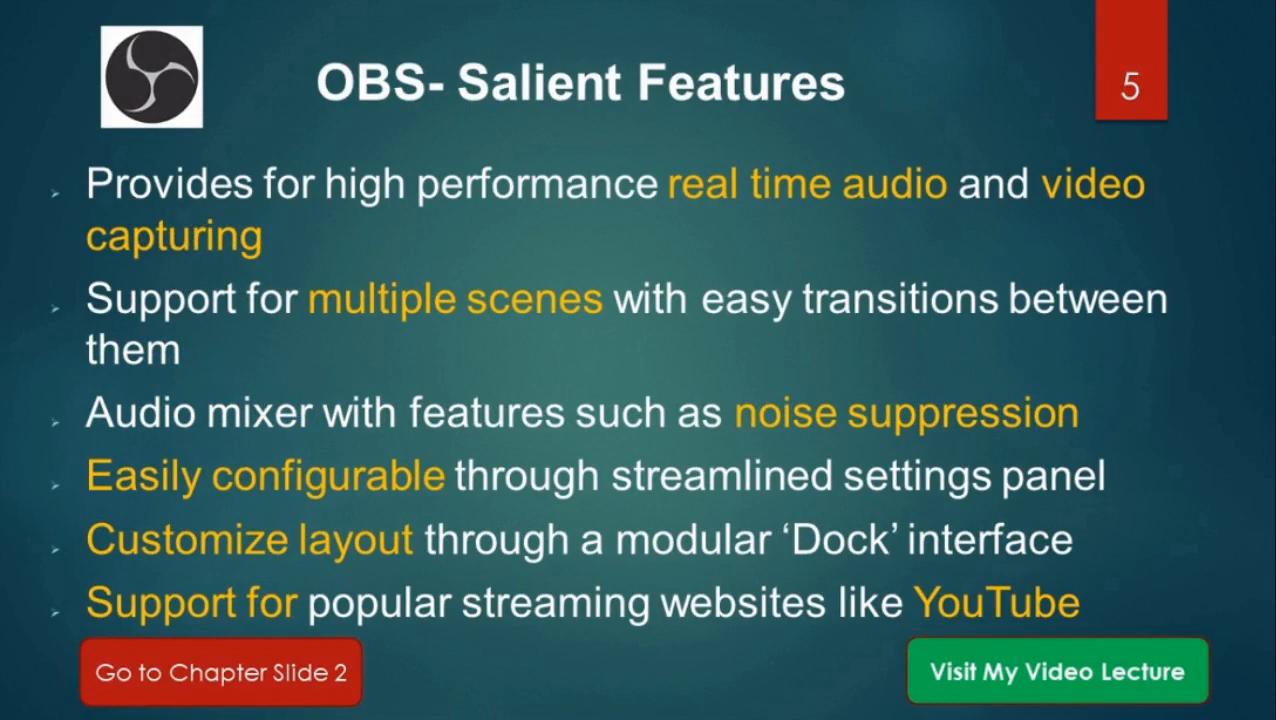 OBS- Salient Features
5
Provides for high performance real time audio and video
capturing
Support for multiple scenes with easy transitions between
them
Audio mixer with features such as noise suppression
Easily configurable through streamlined settings panel
Customize layout through a modular ‘Dock’ interface
Support for popular streaming websites like YouTube
Go to Chapter Slide 2
Visit My Video Lecture